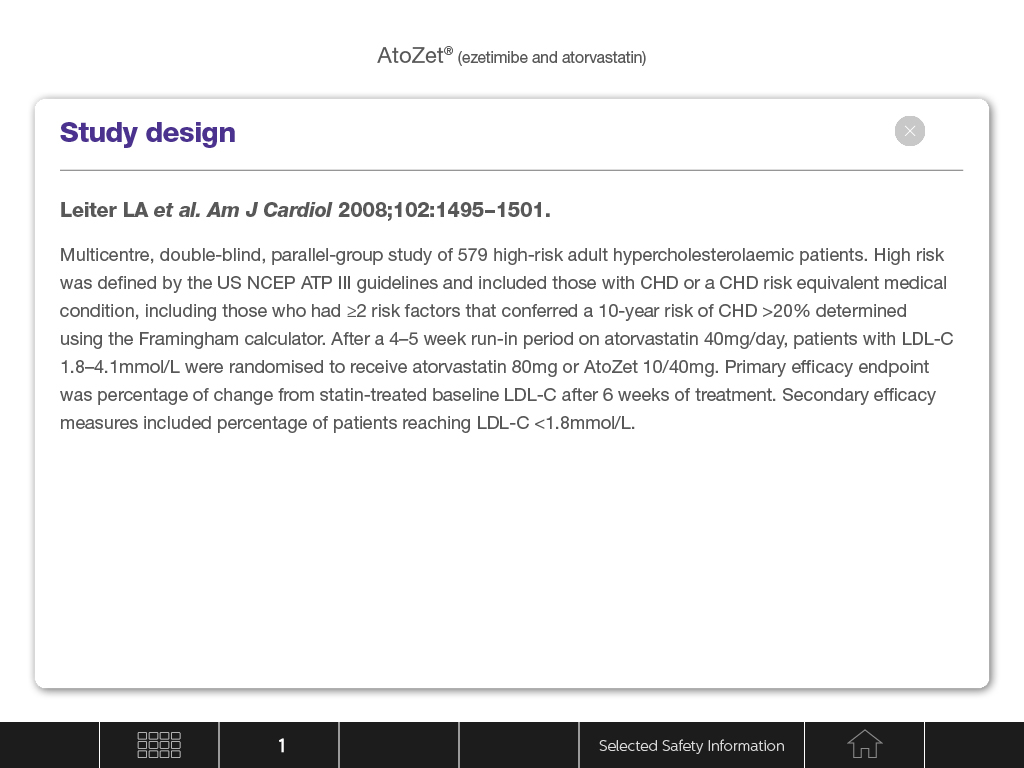 AtoZet® (ezetimibe and atorvastatin)
Study design
Leiter LA et al. Am J Cardiol 2008;102:1495–1501.
Multicentre, double-blind, parallel-group study of 579 high-risk adult hypercholesterolaemic patients. High risk
was defined by the US NCEP ATP III guidelines and included those with CHD or a CHD risk equivalent medical
condition, including those who had ≥2 risk factors that conferred a 10-year risk of CHD >20% determined
using the Framingham calculator. After a 4–5 week run-in period on atorvastatin 40mg/day, patients with LDL-C
1.8–4.1mmol/L were randomised to receive atorvastatin 80mg or AtoZet 10/40mg. Primary efficacy endpoint
was percentage of change from statin-treated baseline LDL-C after 6 weeks of treatment. Secondary efficacy
measures included percentage of patients reaching LDL-C <1.8mmol/L.
1
Selected Safety Information